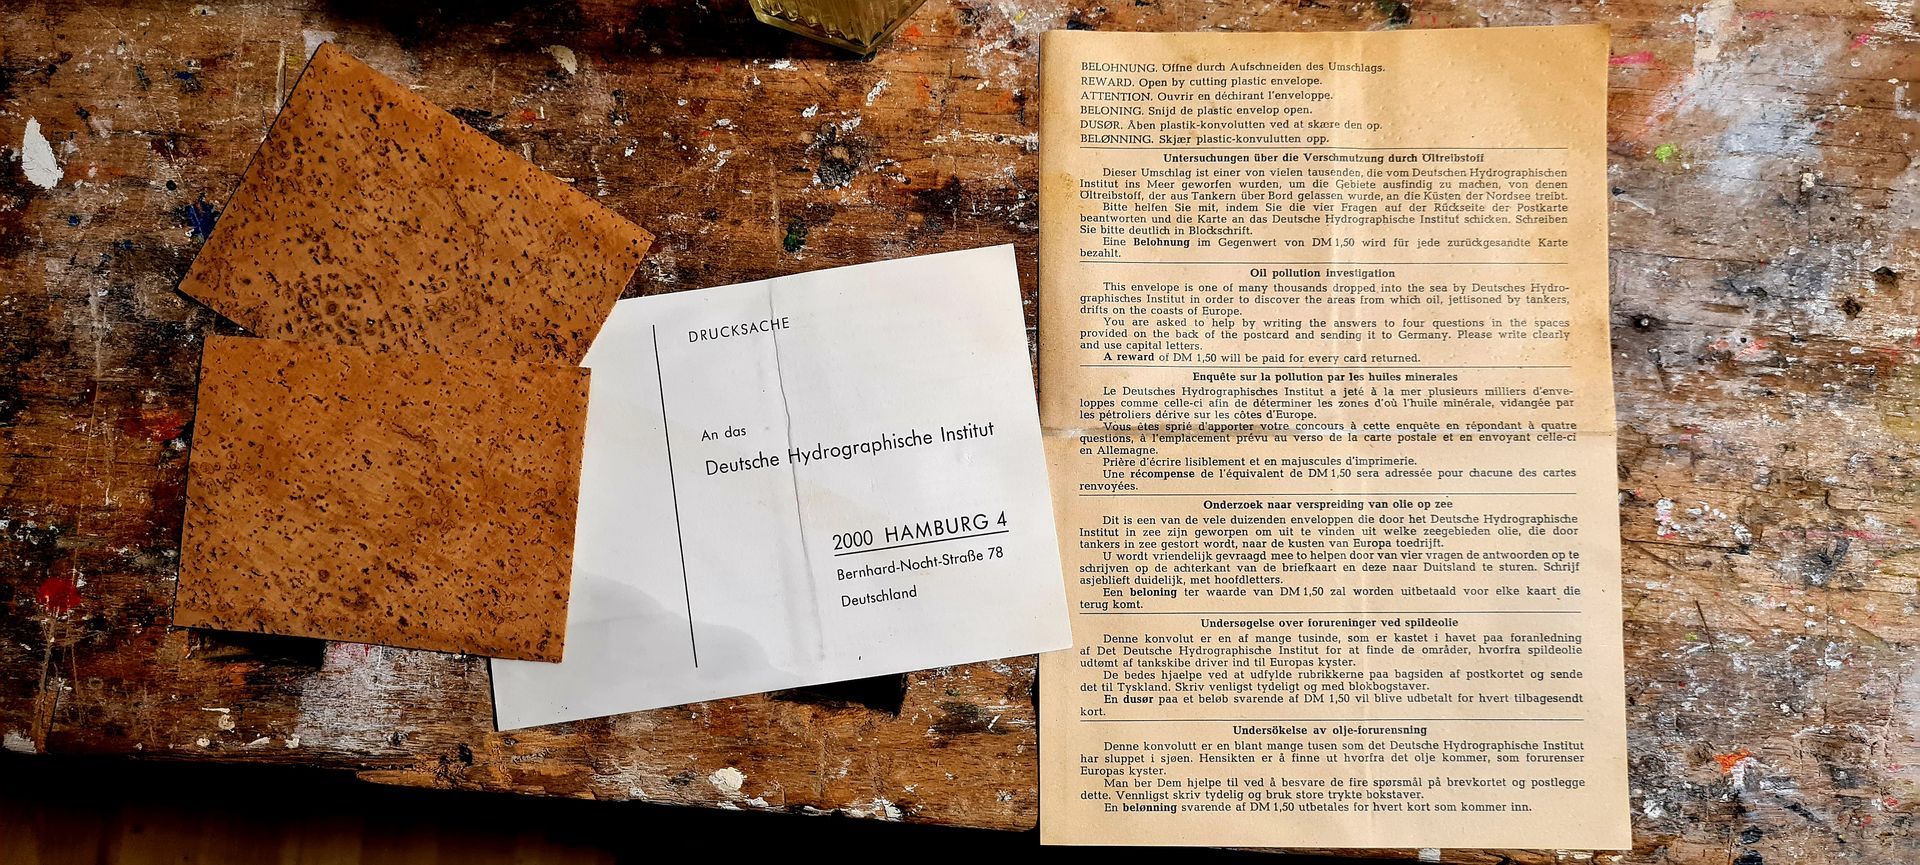 DRUCKSACHE
An das
Deutsche Hydrographische Institut
2000 HAMBURG 4
Bernhard-Nocht-Straße 78
Deutschland
BELOHNUNG. Öffne durch Aufschneiden des Umschlags.
REWARD. Open by cutting plastic envelope.
ATTENTION. Ouvrir en déchirant l'enveloppe.
BELONING. Snijd de plastic envelop open.
DUSØR. Åben plastik-konvolutten ved at skære den op.
BELØNNING. Skjær plastic-konvulutten opp.
Untersuchungen über die Verschmutzung durch Öltreibstoff
Dieser Umschlag ist einer von vielen tausenden, die vom Deutschen Hydrographischen
Institut ins Meer geworfen wurden, um die Gebiete ausfindig zu machen, von denen
Öltreibstoff, der aus Tankern über Bord gelassen wurde, an die Küsten der Nordsee treibt.
Bitte helfen Sie mit, indem Sie die vier Fragen auf der Rückseite der Postkarte
beantworten und die Karte an das Deutsche Hydrographische Institut schicken. Schreiben
Sie bitte deutlich in Blockschrift.
Eine Belohnung im Gegenwert von DM 1,50 wird für jede zurückgesandte Karte
bezahlt.
Oil pollution investigation
This envelope is one of many thousands dropped into the sea by Deutsches Hydro-
graphisches Institut in order to discover the areas from which oil, jettisoned by tankers,
drifts on the coasts of Europe.
You are asked to help by writing the answers to four questions in the spaces
provided on the back of the postcard and sending it to Germany. Please write clearly
and use capital letters.
A reward of DM 1,50 will be paid for every card returned.
Enquête sur la pollution par les huiles minerales
Le Deutsches Hydrographisches Institut a jeté à la mer plusieurs milliers d'enve-
loppes comme celle-ci afin de déterminer les zones d'où l'huile minérale, vidangée par
les pétroliers dérive sur les côtes d'Europe.
Vous êtes sprié d'apporter votre concours à cette enquête en répondant à quatre
questions, à l'emplacement prévu au verso de la carte postale et en envoyant celle-ci
en Allemagne.
Prière d'écrire lisiblement et en majuscules d'imprimerie.
Une récompense de l'équivalent de DM 1,50 sera adressée pour chacune des cartes
renvoyées.
Onderzoek naar verspreiding van olie op zee
Dit is een van de vele duizenden enveloppen die door het Deutsche Hydrographische
Institut in zee zijn geworpen om uit te vinden uit welke zeegebieden olie, die door
tankers in zee gestort wordt, naar de kusten van Europa toedrijft.
U wordt vriendelijk gevraagd mee te helpen door van vier vragen de antwoorden op te
schrijven op de achterkant van de briefkaart en deze naar Duitsland te sturen. Schrijf
asjeblieft duidelijk, met hoofdletters.
Een beloning ter waarde van DM 1,50 zal worden uitbetaald voor elke kaart die
terug komt.
Undersøgelse over forureninger ved spildeolie
Denne konvolut er en af mange tusinde, som er kastet i havet paa foranledning
af Det Deutsche Hydrographische Institut for at finde de områder, hvorfra spildeolie
udtømt af tankskibe driver ind til Europas kyster.
De bedes hjaelpe ved at udfylde rubrikkerne paa bagsiden af postkortet og sende
det til Tyskland. Skriv venligst tydeligt og med blokbogstaver.
En dusør paa et beløb svarende af DM 1,50 vil blive udbetalt for hvert tilbagesendt
kort.
Undersökelse av olje-forurensning
Denne konvolutt er en blant mange tusen som det Deutsche Hydrographische Institut
har sluppet i sjøen. Hensikten er å finne ut hvorfra det olje kommer, som forurenser
Europas kyster.
Man ber Dem hjelpe til ved å besvare de fire spørsmål på brevkortet og postlegge
dette. Vennligst skriv tydelig og bruk store trykte bokstaver.
En belønning svarende af DM 1,50 utbetales for hvert kort som kommer inn.